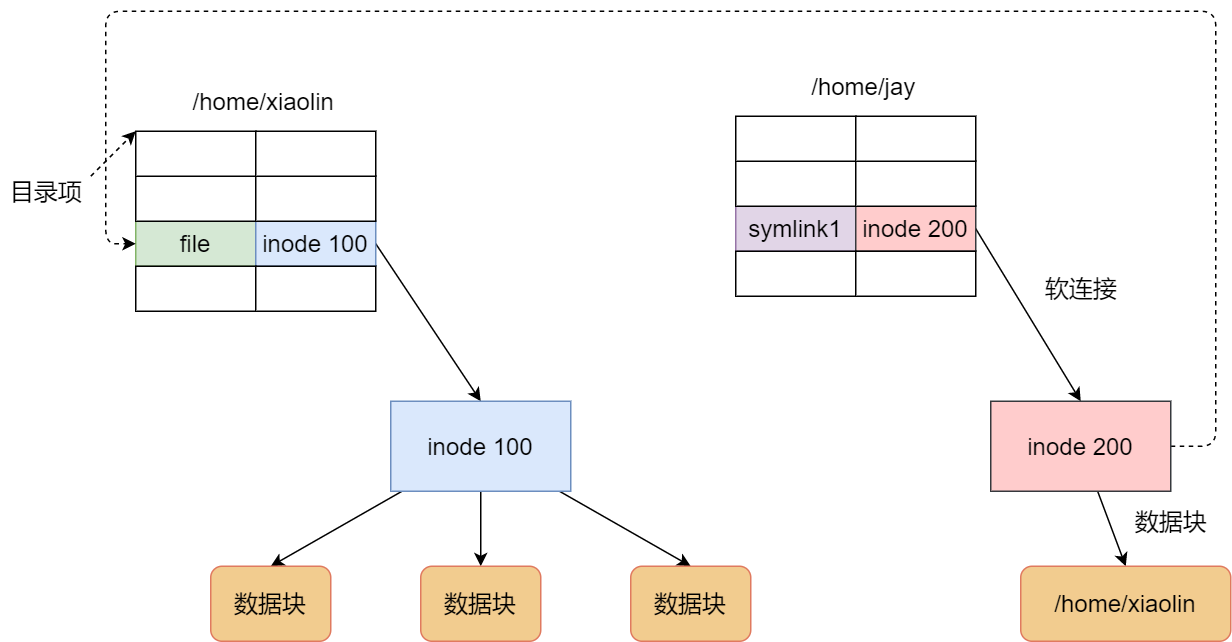 /home/xiaolin
/home/jay
目录项
file
inode 100
symlink1
inode 200
软连接
inode 100
inode 200
数据块
数据块
数据块
数据块
/home/xiaolin